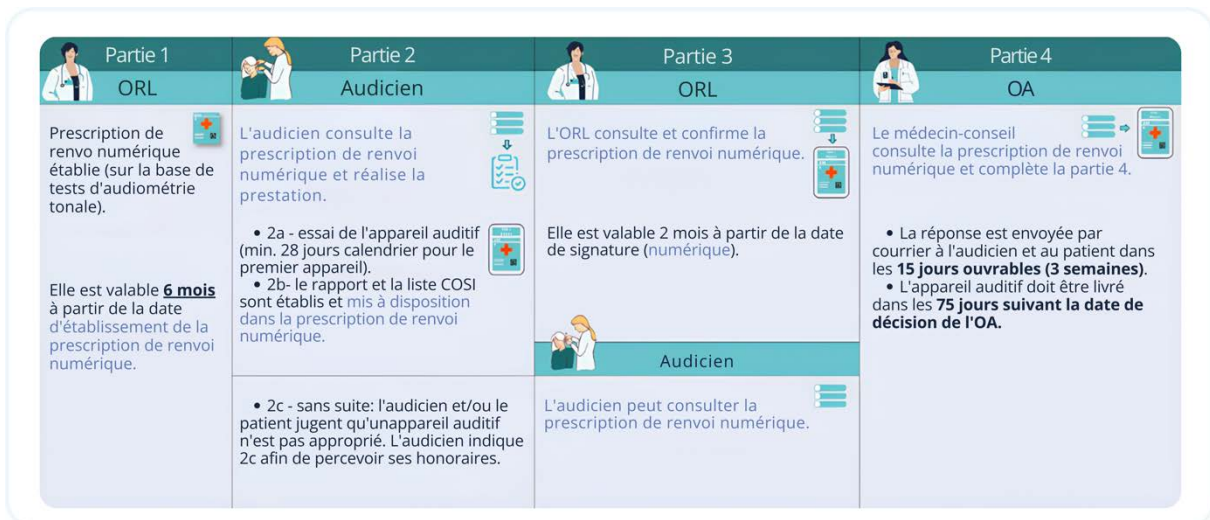 Partie 1
ORL
Prescription de
renvo numérique
établie (sur la base de
tests d'audiométrie
tonale).
Elle est valable 6 mois
à partir de la date
d'établissement de la
prescription de renvoi
numérique.
Partie 2
Audicien
L'audicien consulte la
prescription de renvoi
numérique et réalise la
prestation.
• 2a - essai de l'appareil auditif
(min. 28 jours calendrier pour le
premier appareil).
• 2b- le rapport et la liste COSI
sont établis et mis à disposition
dans la prescription de renvoi
numérique.
• 2c - sans suite: l'audicien et/ou le
patient jugent qu'unappareil auditif
n'est pas approprié. L'audicien indique
2c afin de percevoir ses honoraires.
Partie 3
ORL
L'ORL consulte et confirme la
prescription de renvoi numérique.
Elle est valable 2 mois à partir de la date
de signature (numérique).
Audicien
L'audicien peut consulter la
prescription de renvoi numérique.
Partie 4
OA
Le médecin-conseil
consulte la prescription de renvoi
numérique et complète la partie 4.
• La réponse est envoyée par
courrier à l'audicien et au patient dans
les 15 jours ouvrables (3 semaines).
• L'appareil auditif doit être livré
dans les 75 jours suivant la date de
décision de l'OA.